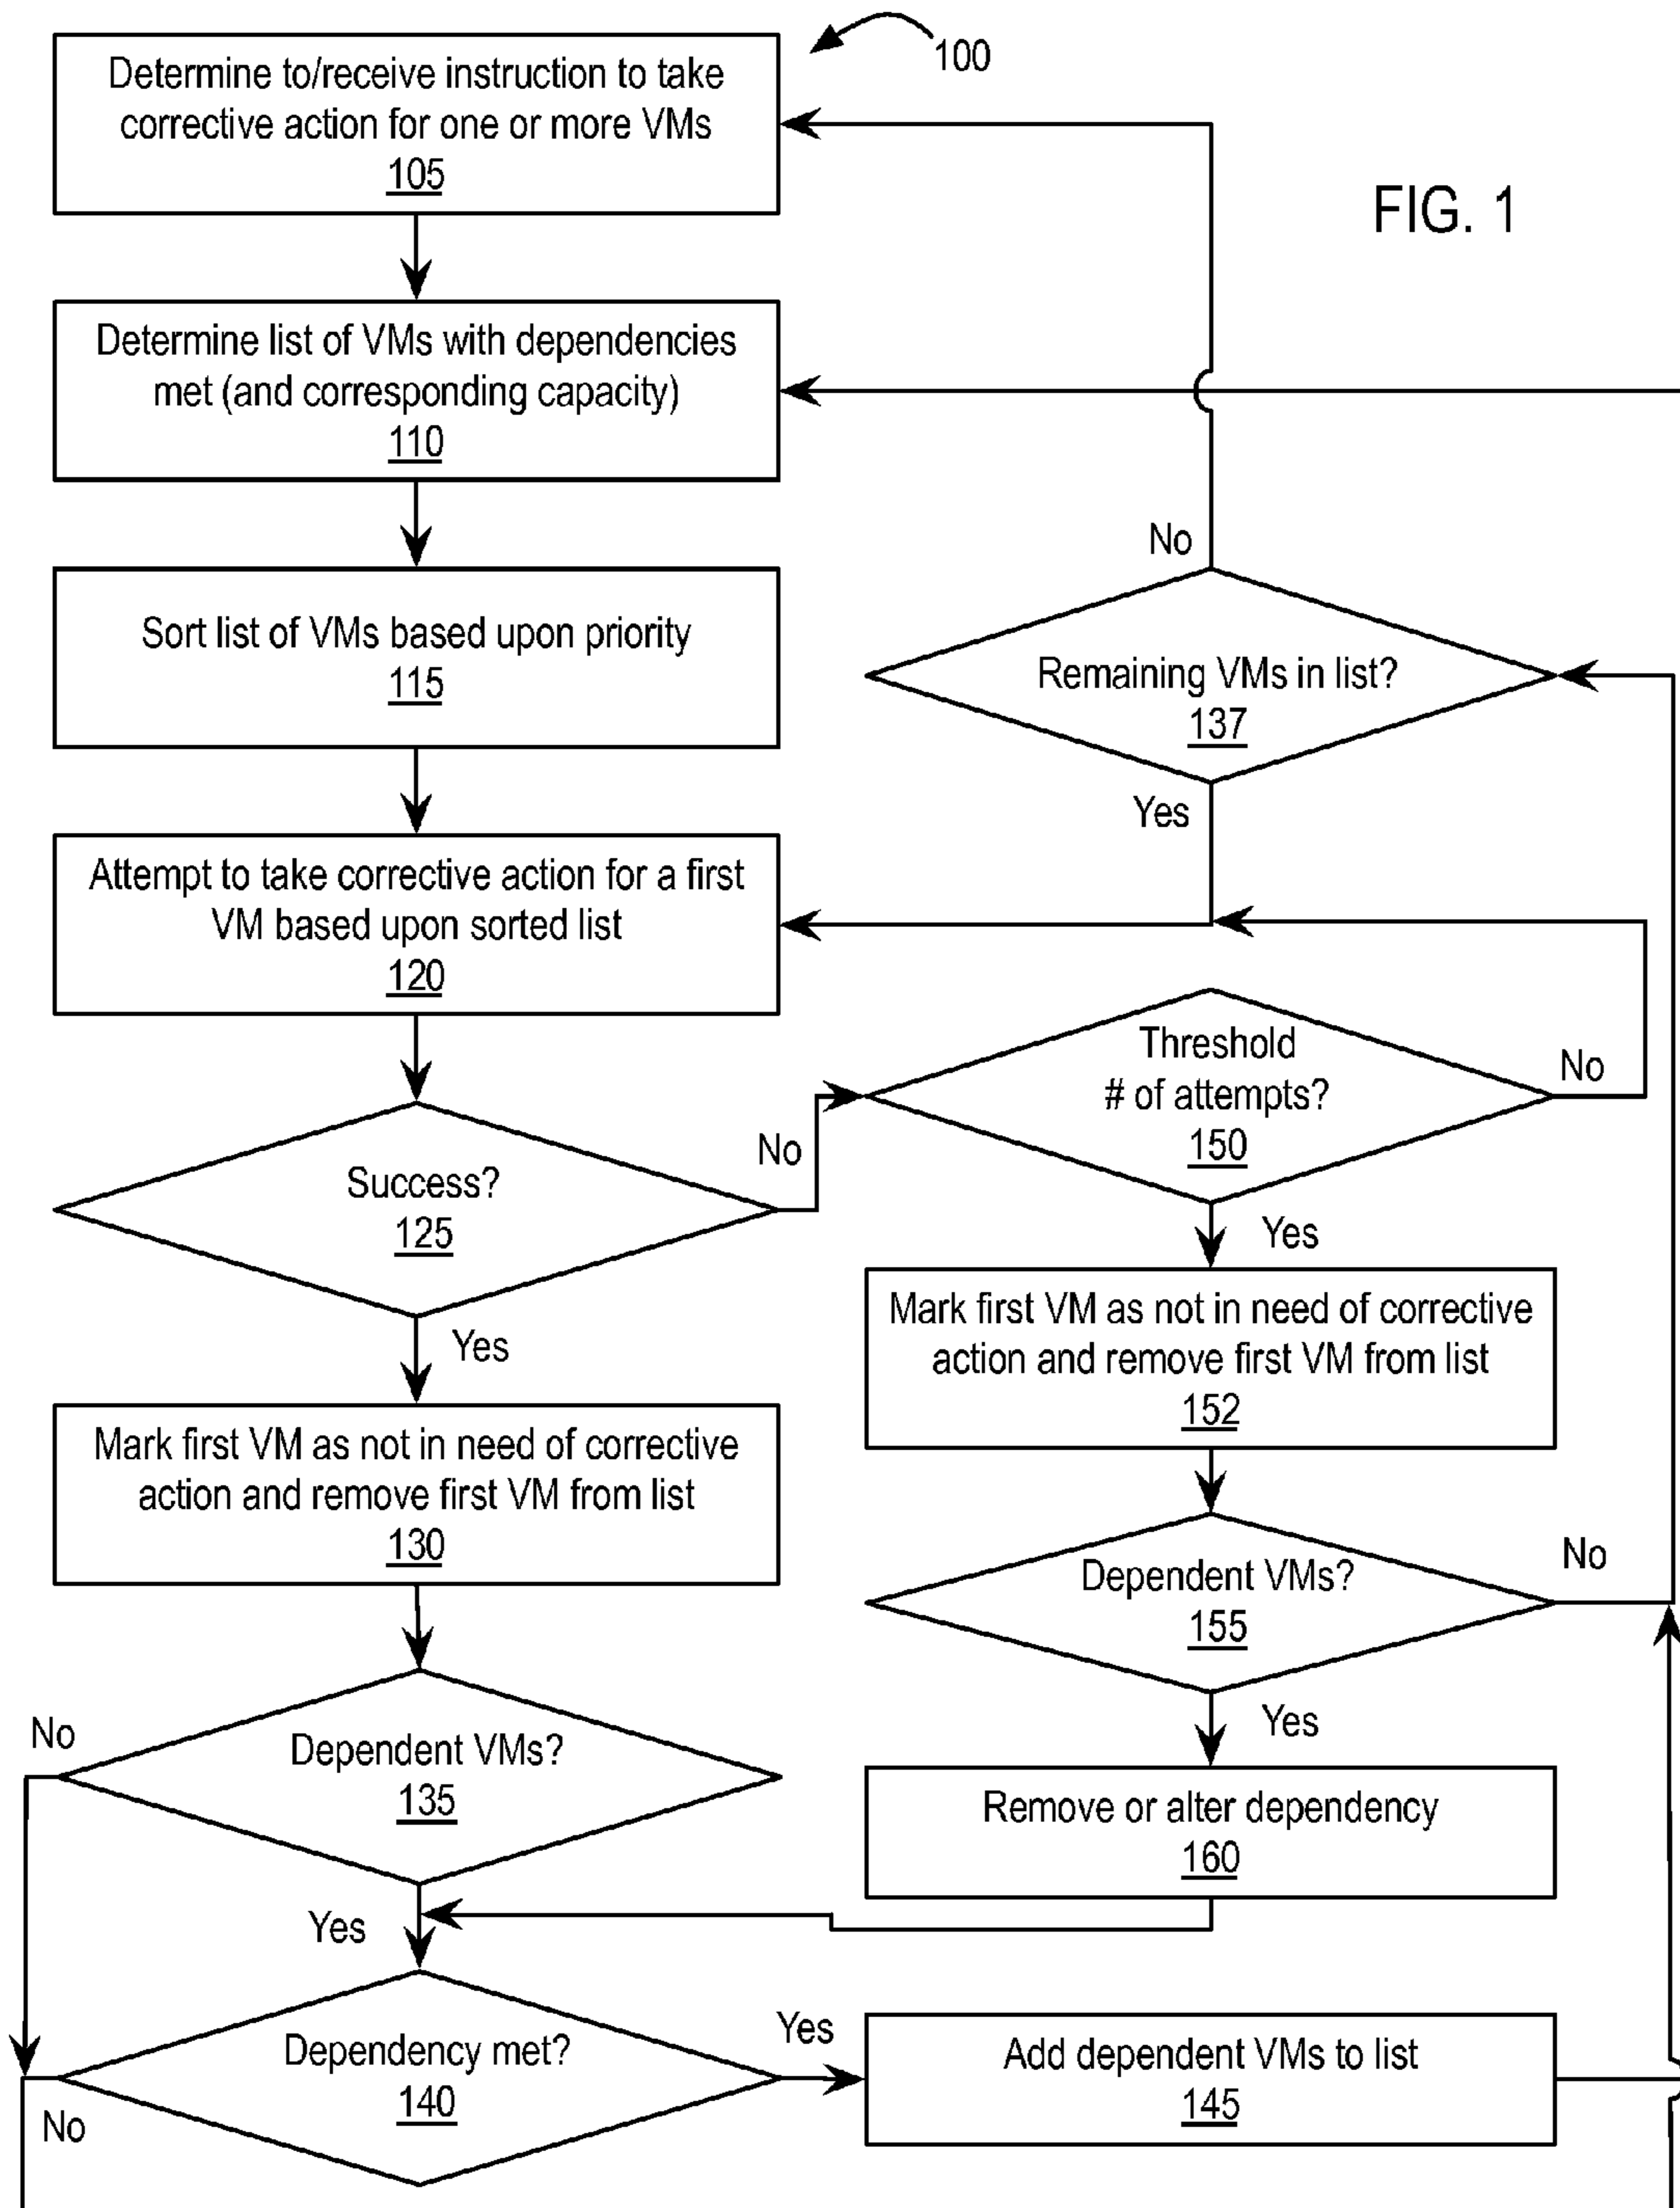 100
FIG. 1
Determine to/receive instruction to take
corrective action for one or more VMs
105
Determine list of VMs with dependencies
met (and corresponding capacity)
110
No
Sort list of VMs based upon priority
115
Remaining VMs in list?
137
Yes
Attempt to take corrective action for a first
VM based upon sorted list
120
Threshold
# of attempts?
150
No
No
Success?
125
Yes
Yes
Mark first VM as not in need of corrective
action and remove first VM from list
152
Mark first VM as not in need of corrective
action and remove first VM from list
130
Dependent VMs?
155
No
Yes
No
Dependent VMs?
135
Remove or alter dependency
160
Yes
Dependency met?
140
Yes
No
Add dependent VMs to list
145